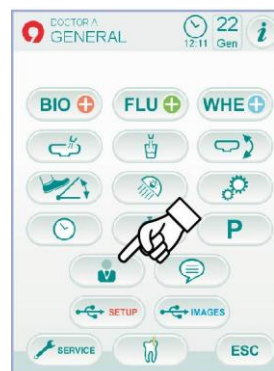 DOCTOR A
GENERAL
12:11
22
Gen
i
BIO
FLU
WHE
P
SETUP
IMAGES
SERVICE
ESC